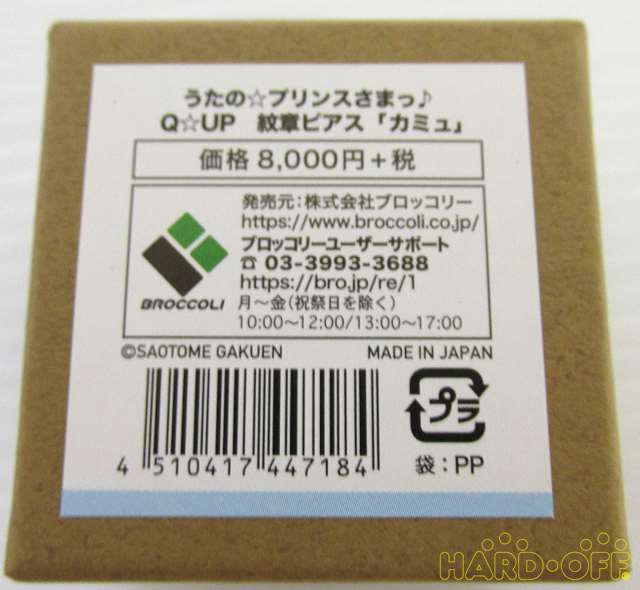 うたの☆プリンスさまっ♪
Q☆UP 紋章ピアス「カミュ」
価格 8,000円+税
発売元：株式会社ブロッコリー
https://www.broccoli.co.jp/
ブロッコリーユーザーサポート
☎ 03-3993-3688
https://bro.jp/re/1
月～金（祝祭日を除く）
10:00～12:00/13:00～17:00
BROCCOLI
©SAOTOME GAKUEN MADE IN JAPAN
プラ
4 510417 447184
袋：PP
HARD・OFF